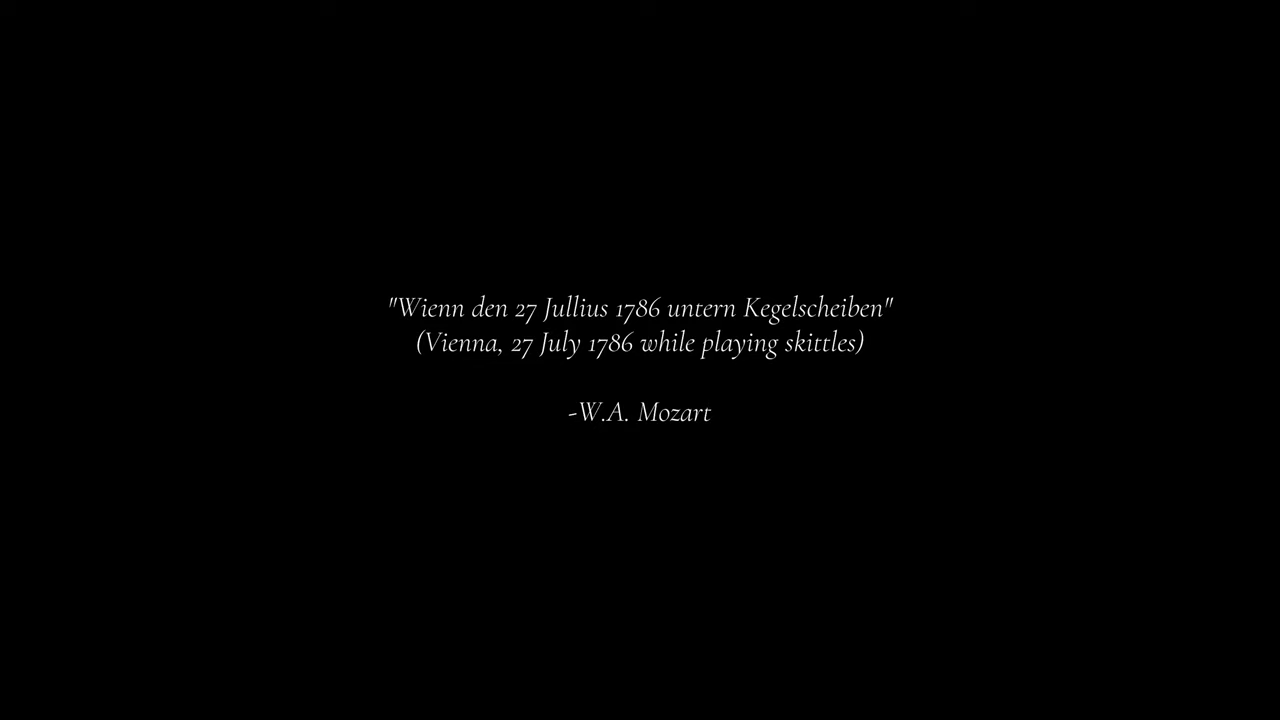 "Wienn den 27 Jullius 1786 untern Kegelscheiben"
(Vienna, 27 July 1786 while playing skittles)
-W.A. Mozart